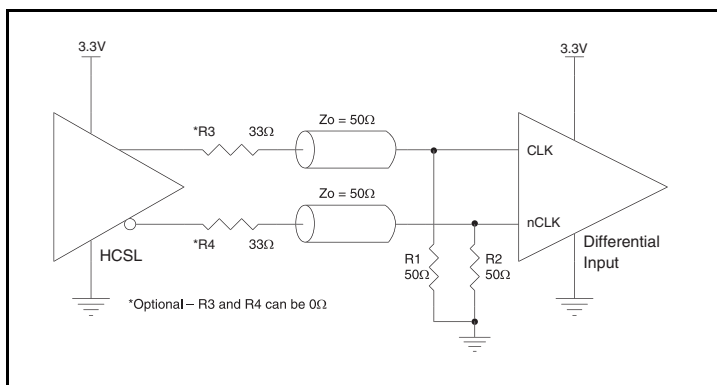 3.3V
3.3V
*R3
33Ω
Zo = 50Ω
CLK
Zo = 50Ω
nCLK
*R4
33Ω
HCSL
R1
50Ω
R2
50Ω
Differential
Input
*Optional – R3 and R4 can be 0Ω